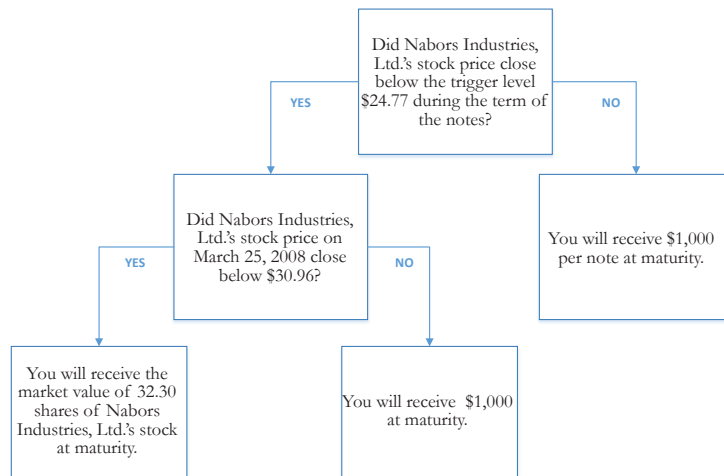 Did Nabors Industries,
Ltd.'s stock price close
below the trigger level
$24.77 during the term of
the notes?
YES
NO
Did Nabors Industries,
Ltd.'s stock price on
March 25, 2008 close
below $30.96?
You will receive $1,000
per note at maturity.
YES
NO
You will receive the
market value of 32.30
shares of Nabors
Industries, Ltd.'s stock
at maturity.
You will receive $1,000
at maturity.